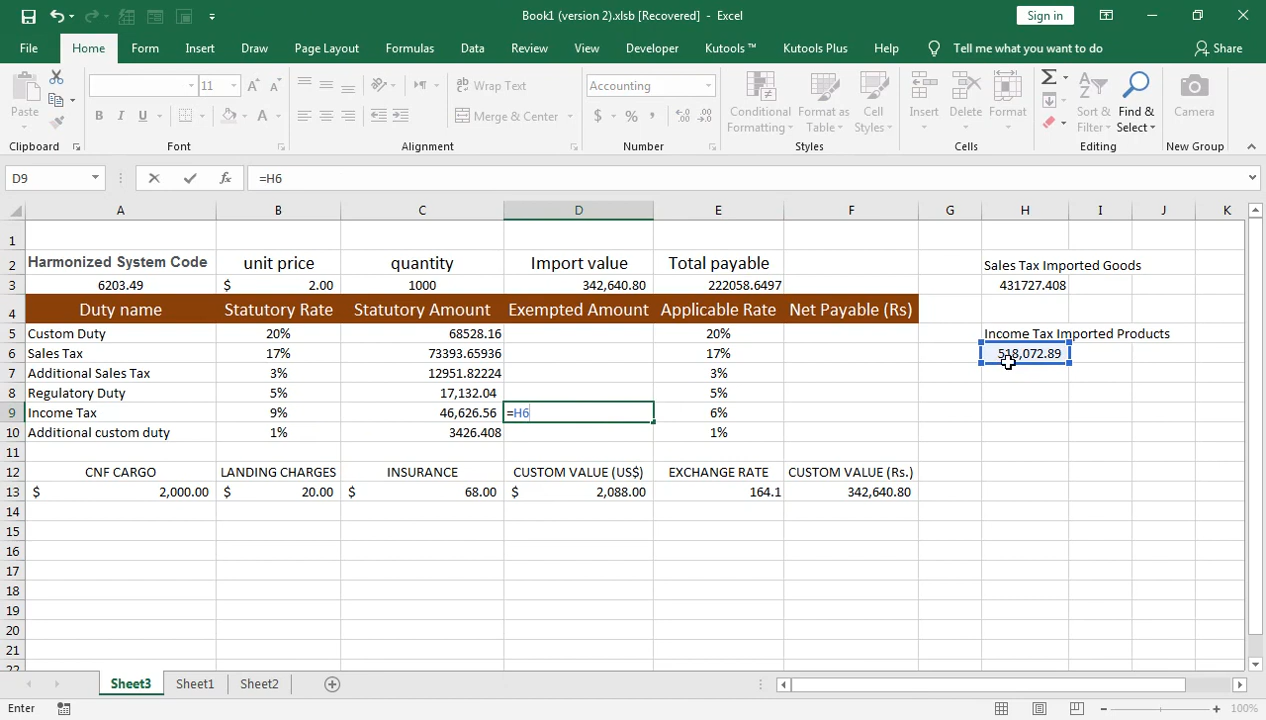 Book1 (version 2).xlsb [Recovered] - Excel
Sign in
File Home Form Insert Draw Page Layout Formulas Data Review View Developer Kutools ™ Kutools Plus Help Tell me what you want to do Share
Paste
Clipboard
11
B I U A
Font
Wrap Text
Merge & Center
Alignment
Accounting
$ % ,
Number
Conditional Formatting
Format as Table
Cell Styles
Styles
Insert Delete Format
Cells
Sort & Filter
Find & Select
Editing
Camera
New Group
D9 fx =H6
A B C D E F G H I J K
1
2 Harmonized System Code unit price quantity Import value Total payable Sales Tax Imported Goods
3 6203.49 $ 2.00 1000 342,640.80 222058.6497 431727.408
4 Duty name Statutory Rate Statutory Amount Exempted Amount Applicable Rate Net Payable (Rs)
5 Custom Duty 20% 68528.16 20% Income Tax Imported Products
6 Sales Tax 17% 73393.65936 17% 518,072.89
7 Additional Sales Tax 3% 12951.82224 3%
8 Regulatory Duty 5% 17,132.04 5%
9 Income Tax 9% 46,626.56 =H6 6%
10 Additional custom duty 1% 3426.408 1%
11
12 CNF CARGO LANDING CHARGES INSURANCE CUSTOM VALUE (US$) EXCHANGE RATE CUSTOM VALUE (Rs.)
13 $ 2,000.00 $ 20.00 $ 68.00 $ 2,088.00 164.1 342,640.80
14
15
16
17
18
19
20
21
22
Sheet3 Sheet1 Sheet2
Enter 100%